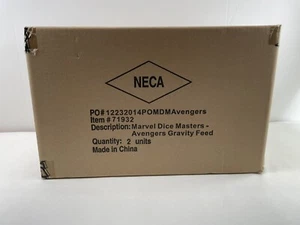 NECA
PO#12232014POMDMAvengers
Item #71932
Description: Marvel Dice Masters -
Avengers Gravity Feed
Quantity: 2 units
Made in China